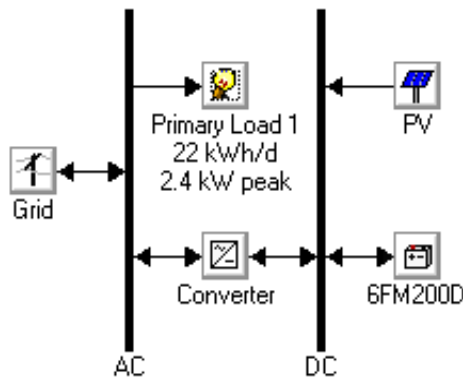 Primary Load 1
22 kWh/d
2.4 kW peak
PV
Grid
Converter
6FM200D
AC
DC